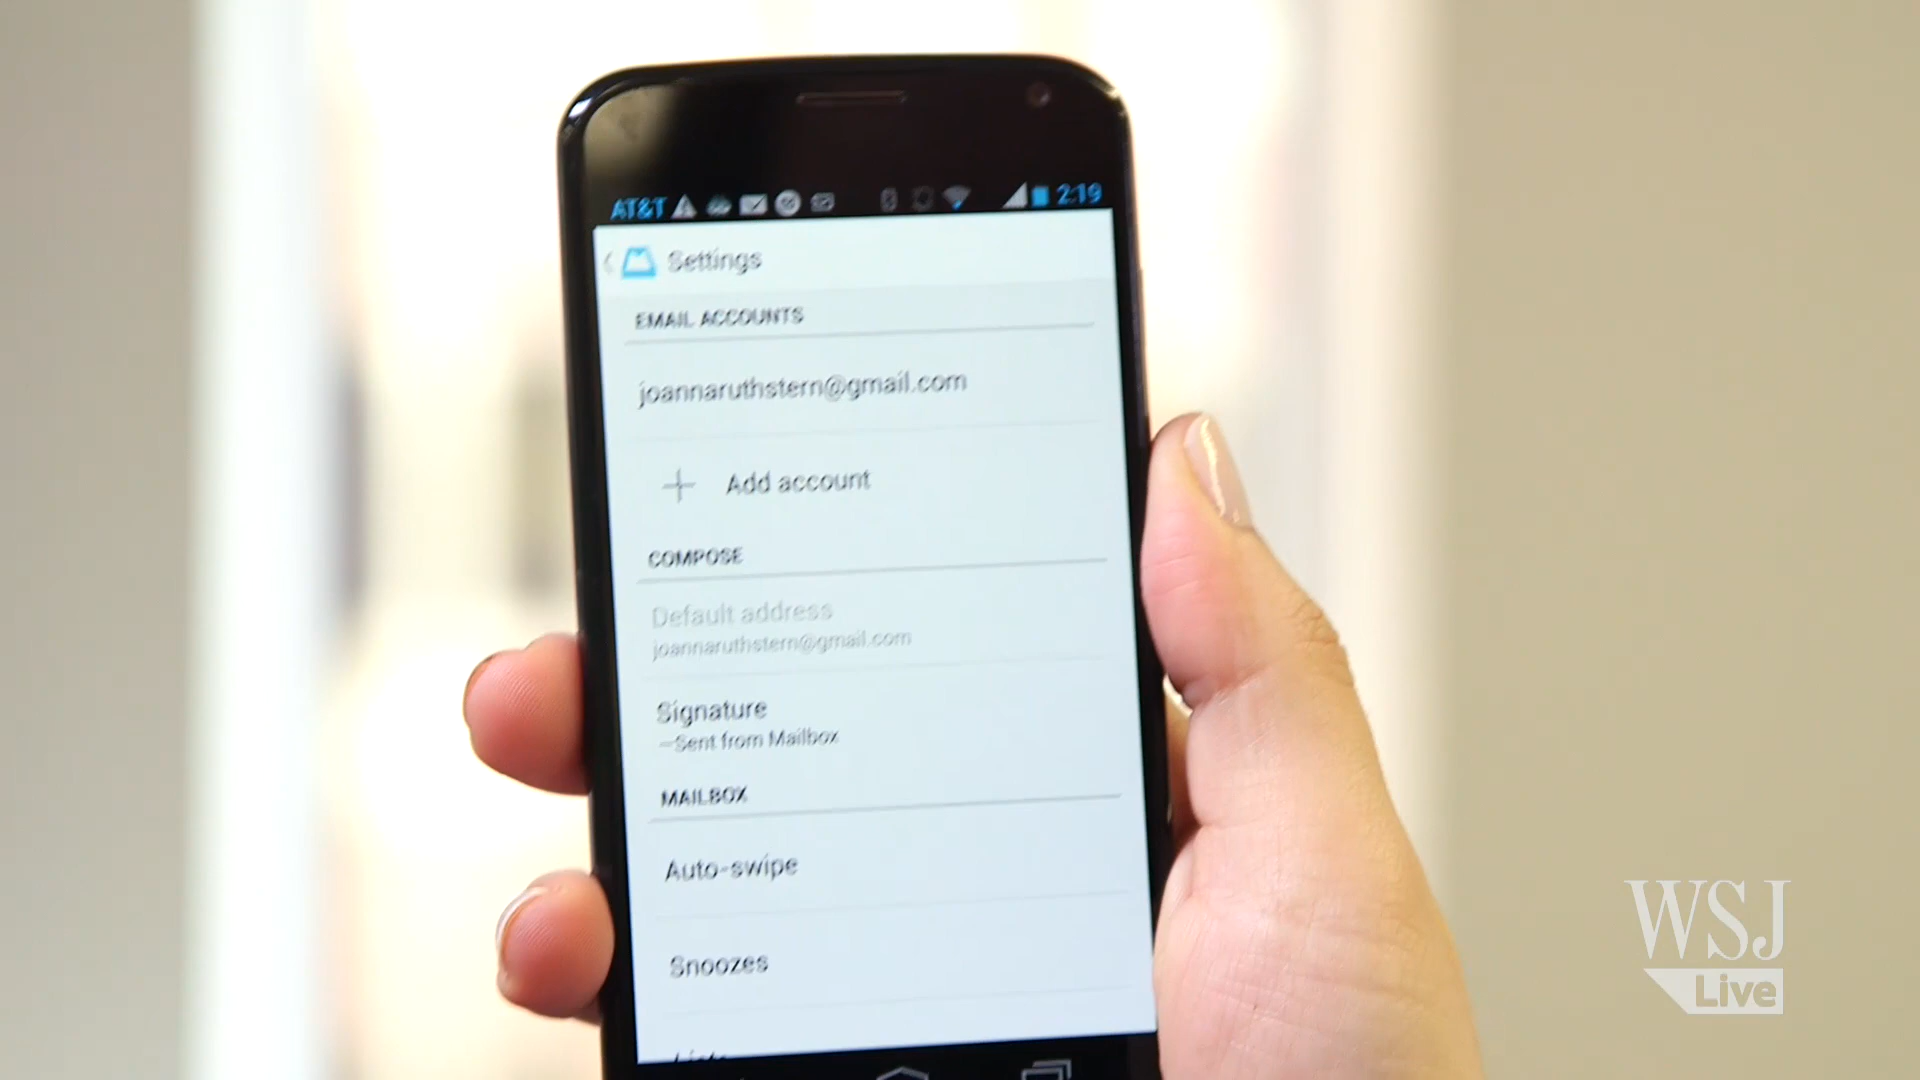 AT&T 2:19
Settings
EMAIL ACCOUNTS
joannaruthstern@gmail.com
Add account
COMPOSE
Default address
joannaruthstern@gmail.com
Signature
—Sent from Mailbox
MAILBOX
Auto-swipe
Snoozes
WSJ
Live